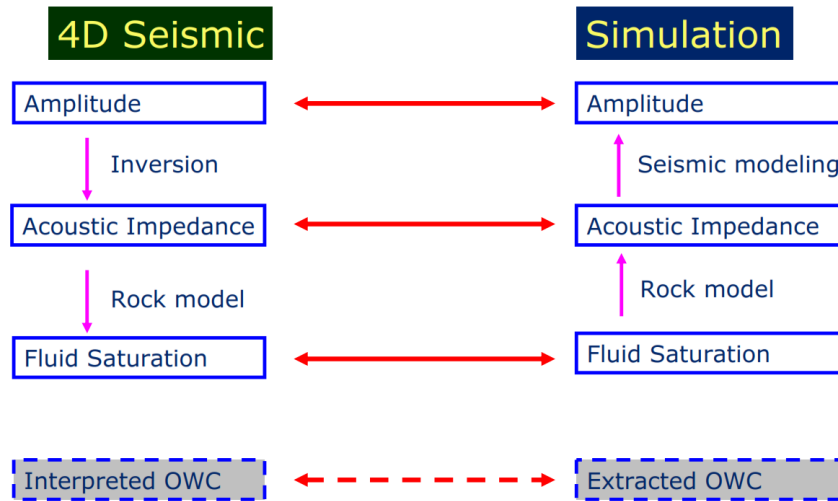 4D Seismic
Simulation
Amplitude
Amplitude
Inversion
Seismic modeling
Acoustic Impedance
Acoustic Impedance
Rock model
Rock model
Fluid Saturation
Fluid Saturation
Interpreted OWC
Extracted OWC